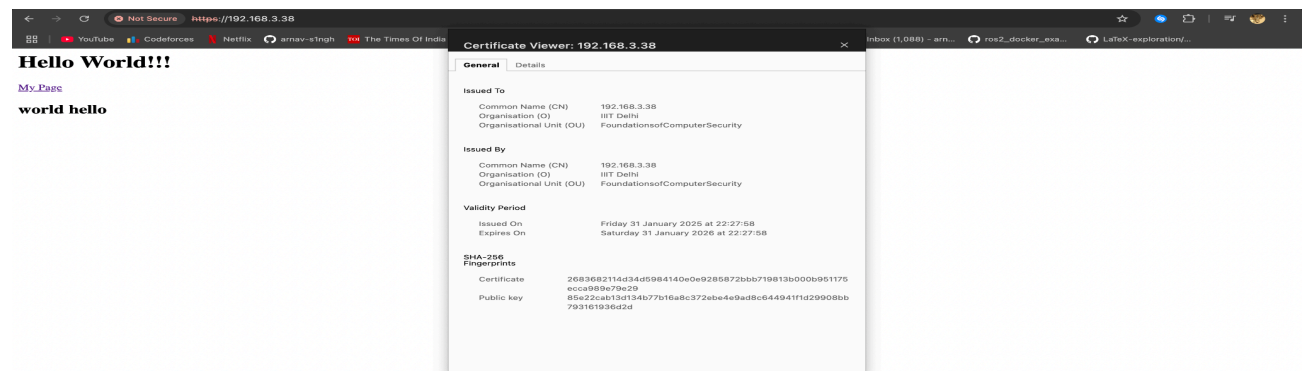 Not Secure https://192.168.3.38
YouTube Codeforces Netflix arnav-s1ngh TOI The Times Of India Inbox (1,088) – arn... ros2_docker_exa... LaTeX-exploration/...
Hello World!!!
My Page
world hello
Certificate Viewer: 192.168.3.38 ×
General Details
Issued To
Common Name (CN) 192.168.3.38
Organisation (O) IIIT Delhi
Organisational Unit (OU) FoundationsofComputerSecurity
Issued By
Common Name (CN) 192.168.3.38
Organisation (O) IIIT Delhi
Organisational Unit (OU) FoundationsofComputerSecurity
Validity Period
Issued On Friday 31 January 2025 at 22:27:58
Expires On Saturday 31 January 2026 at 22:27:58
SHA-256
Fingerprints
Certificate 2683682114d34d5984140e0e9285872bbb719813b000b951175
ecca989e79e29
Public key 85e22cab13d134b77b16a8c372ebe4e9ad8c644941f1d29908bb
793161936d2d